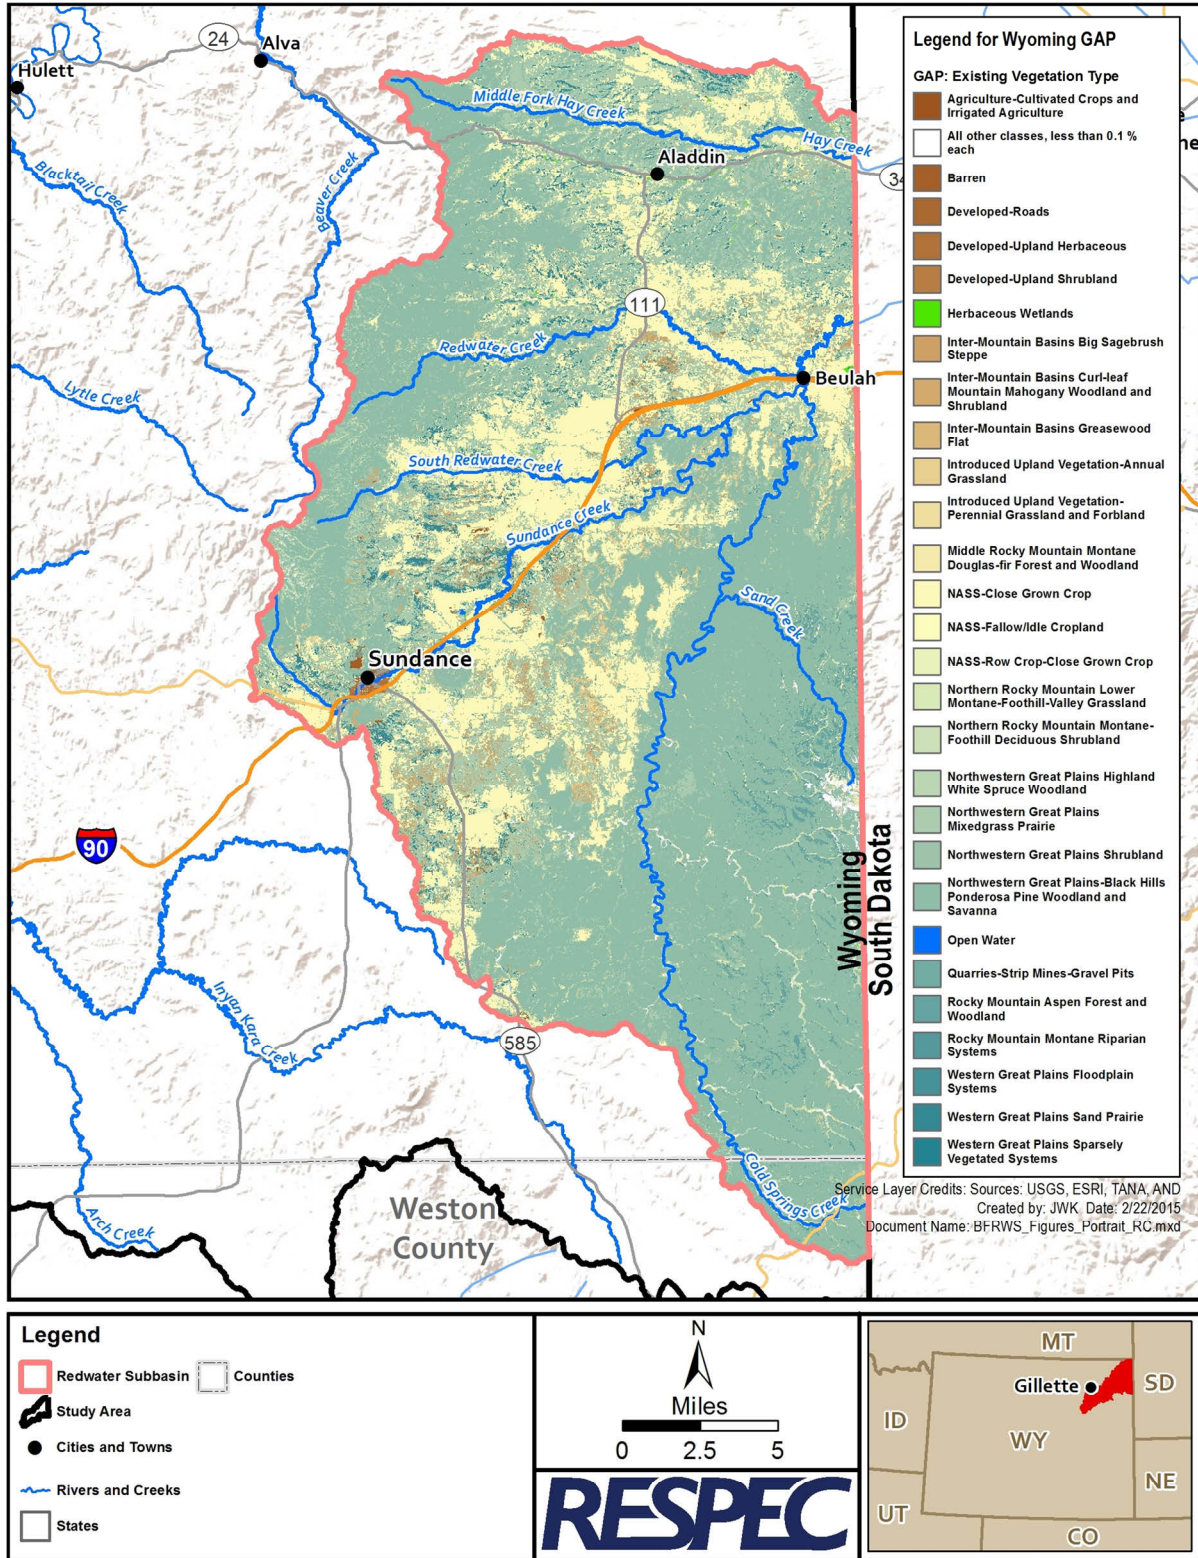 24
Alva
Hulett
Middle Fork Hay Creek
Hay Creek
Aladdin
34
Blacktail Creek
Beaver Creek
111
Redwater Creek
Beulah
Lytle Creek
South Redwater Creek
Sundance Creek
Sand Creek
Sundance
90
Wyoming
South Dakota
Inyan Kara Creek
585
Cold Springs Creek
Arch Creek
Weston
County
Legend for Wyoming GAP
GAP: Existing Vegetation Type
Agriculture-Cultivated Crops and
Irrigated Agriculture
All other classes, less than 0.1 %
each
Barren
Developed-Roads
Developed-Upland Herbaceous
Developed-Upland Shrubland
Herbaceous Wetlands
Inter-Mountain Basins Big Sagebrush
Steppe
Inter-Mountain Basins Curl-leaf
Mountain Mahogany Woodland and
Shrubland
Inter-Mountain Basins Greasewood
Flat
Introduced Upland Vegetation-Annual
Grassland
Introduced Upland Vegetation-
Perennial Grassland and Forbland
Middle Rocky Mountain Montane
Douglas-fir Forest and Woodland
NASS-Close Grown Crop
NASS-Fallow/Idle Cropland
NASS-Row Crop-Close Grown Crop
Northern Rocky Mountain Lower
Montane-Foothill-Valley Grassland
Northern Rocky Mountain Montane-
Foothill Deciduous Shrubland
Northwestern Great Plains Highland
White Spruce Woodland
Northwestern Great Plains
Mixedgrass Prairie
Northwestern Great Plains Shrubland
Northwestern Great Plains-Black Hills
Ponderosa Pine Woodland and
Savanna
Open Water
Quarries-Strip Mines-Gravel Pits
Rocky Mountain Aspen Forest and
Woodland
Rocky Mountain Montane Riparian
Systems
Western Great Plains Floodplain
Systems
Western Great Plains Sand Prairie
Western Great Plains Sparsely
Vegetated Systems
Service Layer Credits: Sources: USGS, ESRI, TANA, AND
Created by: JWK Date: 2/22/2015
Document Name: BFRWS_Figures_Portrait_RC.mxd
Legend
Redwater Subbasin
Counties
Study Area
Cities and Towns
Rivers and Creeks
States
N
Miles
0 2.5 5
RESPEC
MT
Gillette
SD
ID
WY
NE
UT
CO